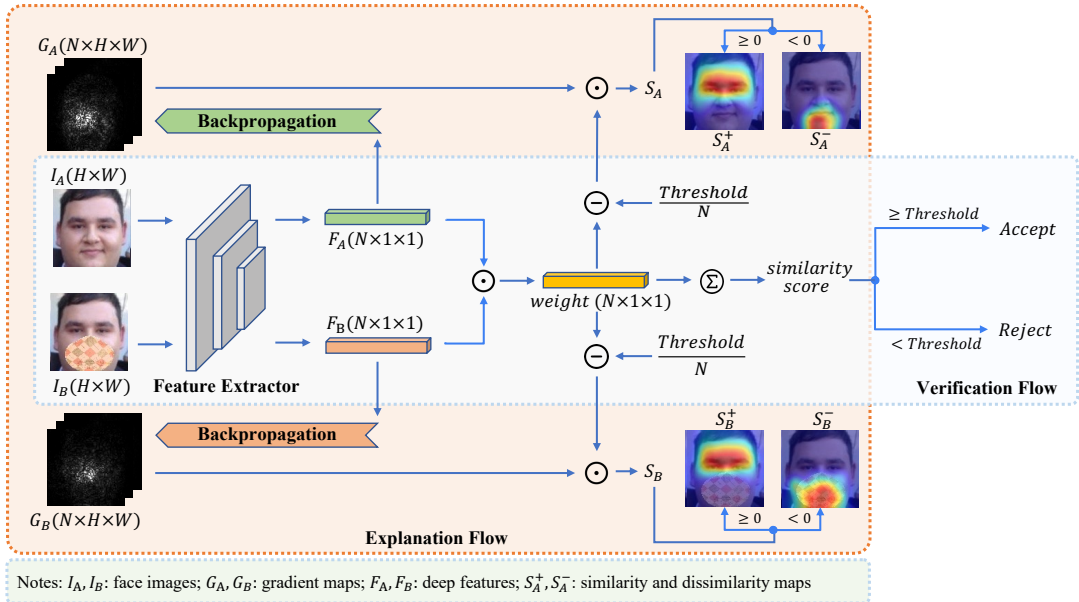 G_A(N×H×W)
≥ 0
< 0
S_A
S_A^+
S_A^-
Backpropagation
I_A(H×W)
Threshold
N
≥ Threshold
F_A(N×1×1)
Accept
similarity
score
Σ
weight (N×1×1)
F_B(N×1×1)
Reject
< Threshold
Threshold
N
I_B(H×W)
Feature Extractor
Verification Flow
Backpropagation
S_B^+
S_B^-
S_B
G_B(N×H×W)
≥ 0
< 0
Explanation Flow
Notes: I_A, I_B: face images; G_A, G_B: gradient maps; F_A, F_B: deep features; S_A^+, S_A^-: similarity and dissimilarity maps